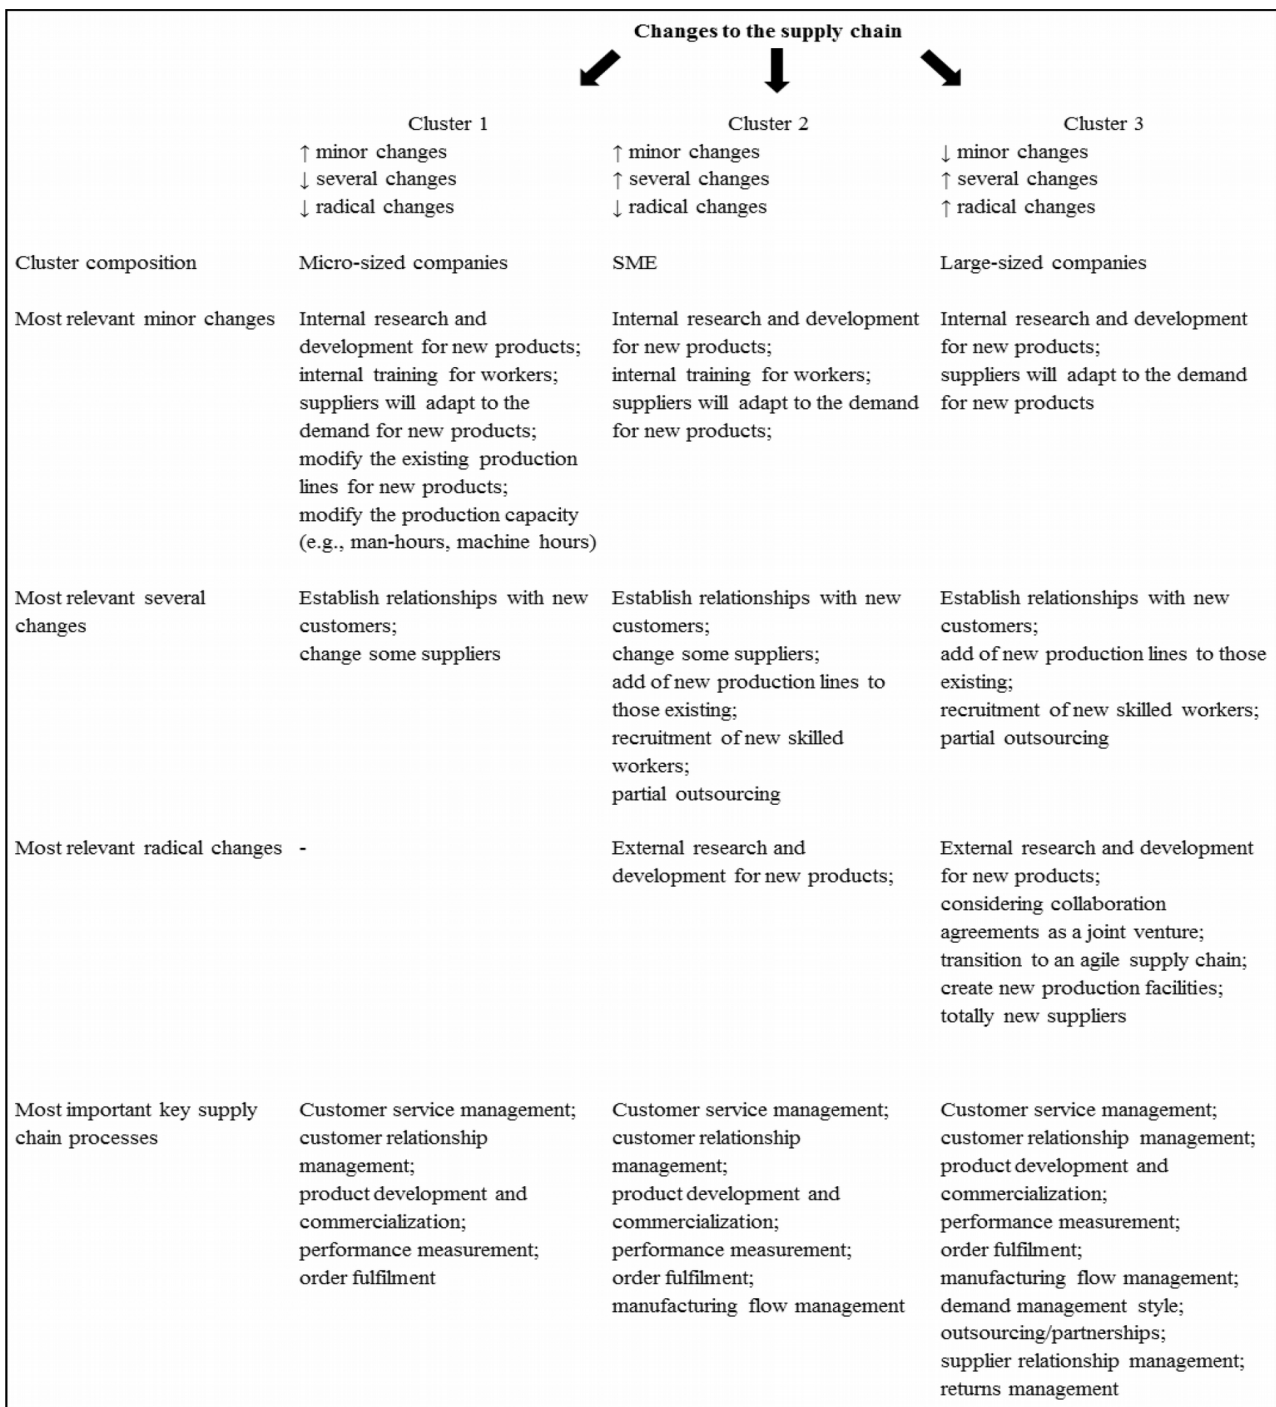 Changes to the supply chain
Cluster 1
↑ minor changes
↓ several changes
↓ radical changes
Cluster 2
↑ minor changes
↑ several changes
↓ radical changes
Cluster 3
↓ minor changes
↑ several changes
↑ radical changes
Cluster composition
Micro-sized companies
SME
Large-sized companies
Most relevant minor changes
Internal research and
development for new products;
internal training for workers;
suppliers will adapt to the
demand for new products;
modify the existing production
lines for new products;
modify the production capacity
(e.g., man-hours, machine hours)
Internal research and development
for new products;
internal training for workers;
suppliers will adapt to the demand
for new products;
Internal research and development
for new products;
suppliers will adapt to the demand
for new products
Most relevant several
changes
Establish relationships with new
customers;
change some suppliers
Establish relationships with new
customers;
change some suppliers;
add of new production lines to
those existing;
recruitment of new skilled
workers;
partial outsourcing
Establish relationships with new
customers;
add of new production lines to those
existing;
recruitment of new skilled workers;
partial outsourcing
Most relevant radical changes
-
External research and
development for new products;
External research and development
for new products;
considering collaboration
agreements as a joint venture;
transition to an agile supply chain;
create new production facilities;
totally new suppliers
Most important key supply
chain processes
Customer service management;
customer relationship
management;
product development and
commercialization;
performance measurement;
order fulfilment
Customer service management;
customer relationship
management;
product development and
commercialization;
performance measurement;
order fulfilment;
manufacturing flow management
Customer service management;
customer relationship management;
product development and
commercialization;
performance measurement;
order fulfilment;
manufacturing flow management;
demand management style;
outsourcing/partnerships;
supplier relationship management;
returns management